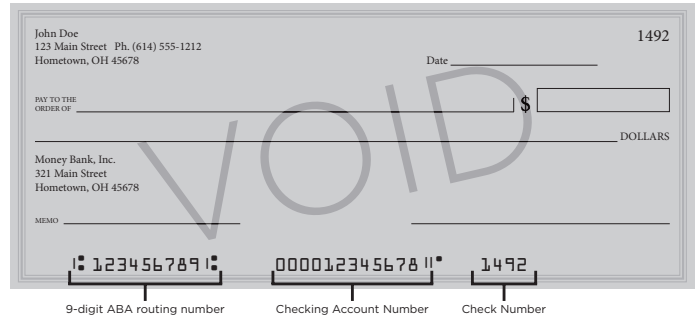 John Doe
1492
123 Main Street Ph. (614) 555-1212
Hometown, OH 45678
Date
PAY TO THE
ORDER OF
$
DOLLARS
VOID
Money Bank, Inc.
321 Main Street
Hometown, OH 45678
MEMO
⑆123456789⑆ 000012345678⑈ 1492
9-digit ABA routing number Checking Account Number Check Number